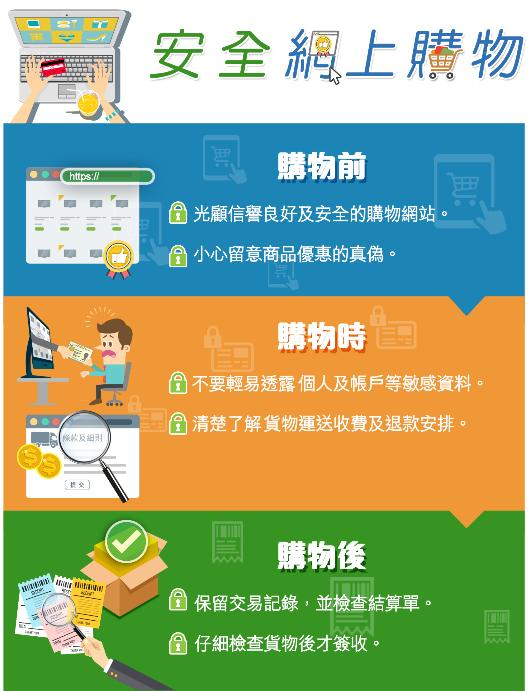 安全網上購物
https://
購物前
光顧信譽良好及安全的購物網站。
小心留意商品優惠的真偽。
購物時
不要輕易透露個人及帳戶等敏感資料。
清楚了解貨物運送收費及退款安排。
條款及細則
提交
購物後
保留交易記錄，並檢查結算單。
仔細檢查貨物後才簽收。